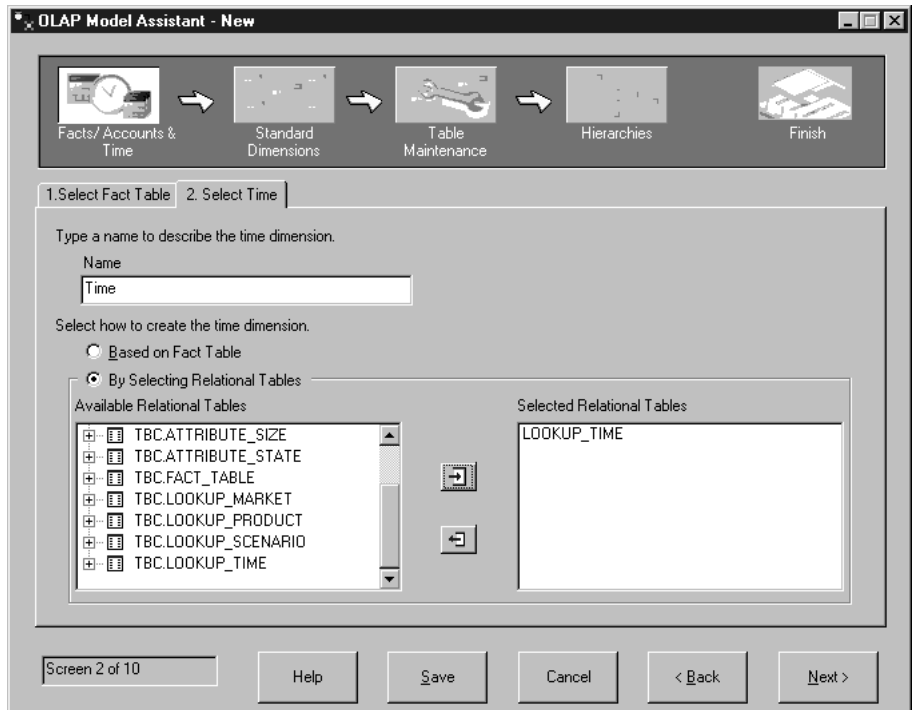 OLAP Model Assistant - New
Facts/ Accounts &
Time
Standard
Dimensions
Table
Maintenance
Hierarchies
Finish
1.Select Fact Table
2. Select Time
Type a name to describe the time dimension.
Name
Time
Select how to create the time dimension.
Based on Fact Table
By Selecting Relational Tables
Available Relational Tables
Selected Relational Tables
TBC.ATTRIBUTE_SIZE
TBC.ATTRIBUTE_STATE
TBC.FACT_TABLE
TBC.LOOKUP_MARKET
TBC.LOOKUP_PRODUCT
TBC.LOOKUP_SCENARIO
TBC.LOOKUP_TIME
LOOKUP_TIME
Screen 2 of 10
Help
Save
Cancel
< Back
Next >